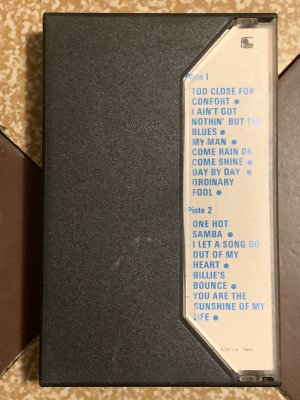 Piste 1
TOO CLOSE FOR
COMFORT ●
I AIN'T GOT
NOTHIN' BUT THE
BLUES ●
MY MAN ●
COME RAIN OR
COME SHINE ●
DAY BY DAY ●
ORDINARY
FOOL ●
Piste 2
ONE HOT
SAMBA ●
I LET A SONG GO
OUT OF MY
HEART ●
BILLIE'S
BOUNCE ●
YOU ARE THE
SUNSHINE OF MY
LIFE ●